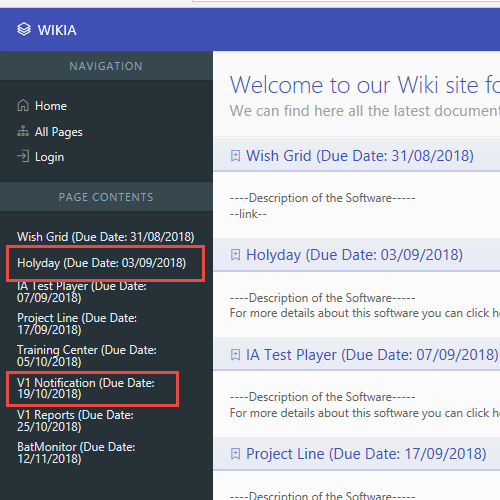 WIKIA
NAVIGATION
Home
All Pages
Login
PAGE CONTENTS
Wish Grid (Due Date: 31/08/2018)
Holyday (Due Date: 03/09/2018)
IA Test Player (Due Date:
07/09/2018)
Project Line (Due Date:
17/09/2018)
Training Center (Due Date:
05/10/2018)
V1 Notification (Due Date:
19/10/2018)
V1 Reports (Due Date:
25/10/2018)
BatMonitor (Due Date:
12/11/2018)
Welcome to our Wiki site fo
We can find here all the latest document
Wish Grid (Due Date: 31/08/2018)
----Description of the Software-----
--link--
Holyday (Due Date: 03/09/2018)
----Description of the Software-----
For more details about this software you can click he
IA Test Player (Due Date: 07/09/2018)
----Description of the Software-----
For more details about this software you can click he
Project Line (Due Date: 17/09/2018)
----Description of the Software-----